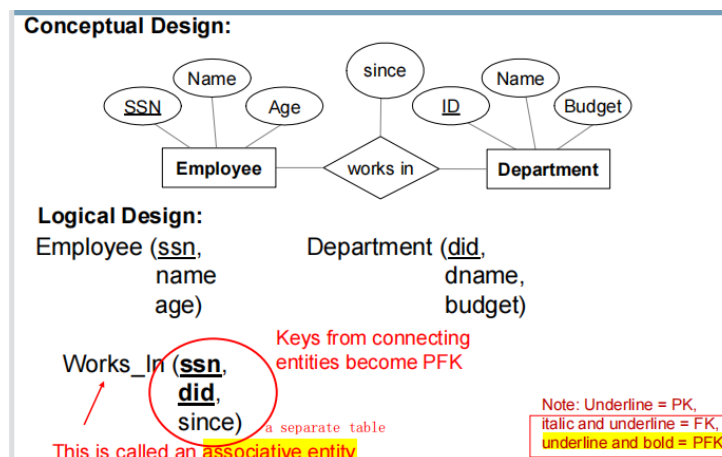 Conceptual Design:
since
Name
Name
SSN
Age
ID
Budget
Employee
works in
Department
Logical Design:
Employee (ssn,
name
age)
Department (did,
dname,
budget)
Keys from connecting
entities become PFK
Works_In (ssn,
did,
since)
a separate table
This is called an associative entity
Note: Underline = PK,
italic and underline = FK,
underline and bold = PFK